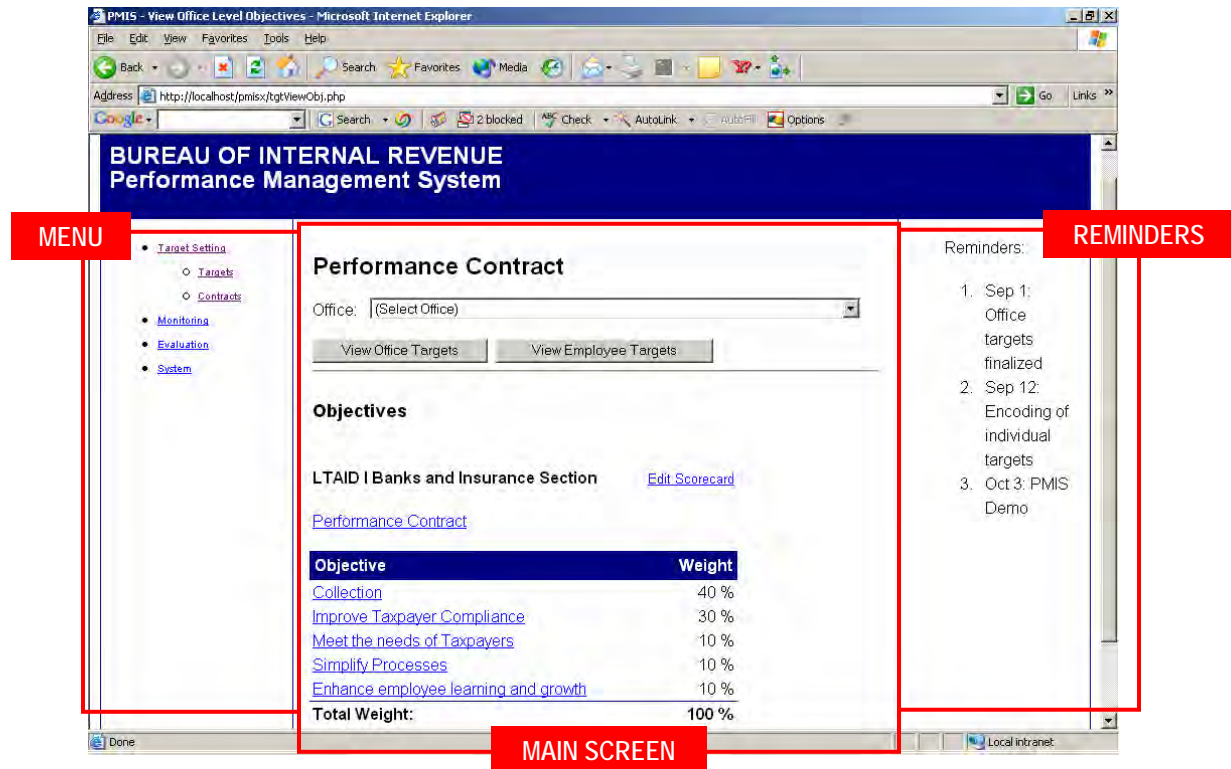 PMIS - View Office Level Objectives - Microsoft Internet Explorer
File Edit View Favorites Tools Help
Back Search Favorites Media
Address http://localhost/pmisx/tgtViewObj.php Go Links »
Google Search 2 blocked ABC Check AutoLink AutoFill Options
BUREAU OF INTERNAL REVENUE
Performance Management System
MENU
Target Setting
Targets
Contracts
Monitoring
Evaluation
System
Performance Contract
Office: (Select Office)
View Office Targets View Employee Targets
Objectives
LTAID I Banks and Insurance Section Edit Scorecard
Performance Contract
Objective Weight
Collection 40 %
Improve Taxpayer Compliance 30 %
Meet the needs of Taxpayers 10 %
Simplify Processes 10 %
Enhance employee learning and growth 10 %
Total Weight: 100 %
MAIN SCREEN
REMINDERS
Reminders:
1. Sep 1:
Office
targets
finalized
2. Sep 12:
Encoding of
individual
targets
3. Oct 3: PMIS
Demo
Done Local intranet